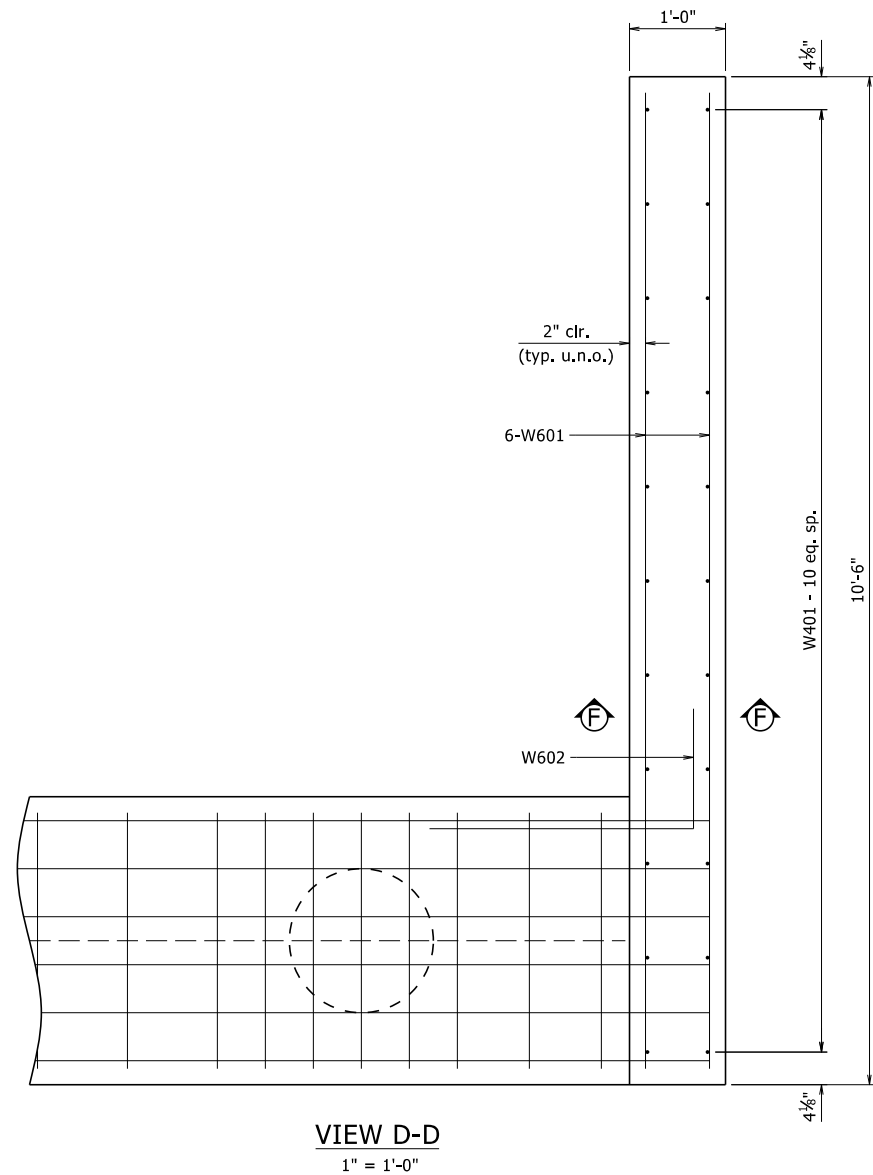 1'-0"
4⅛"
2" clr.
(typ. u.n.o.)
6-W601
W401 - 10 eq. sp.
10'-6"
F
F
W602
4⅛"
VIEW D-D
1" = 1'-0"